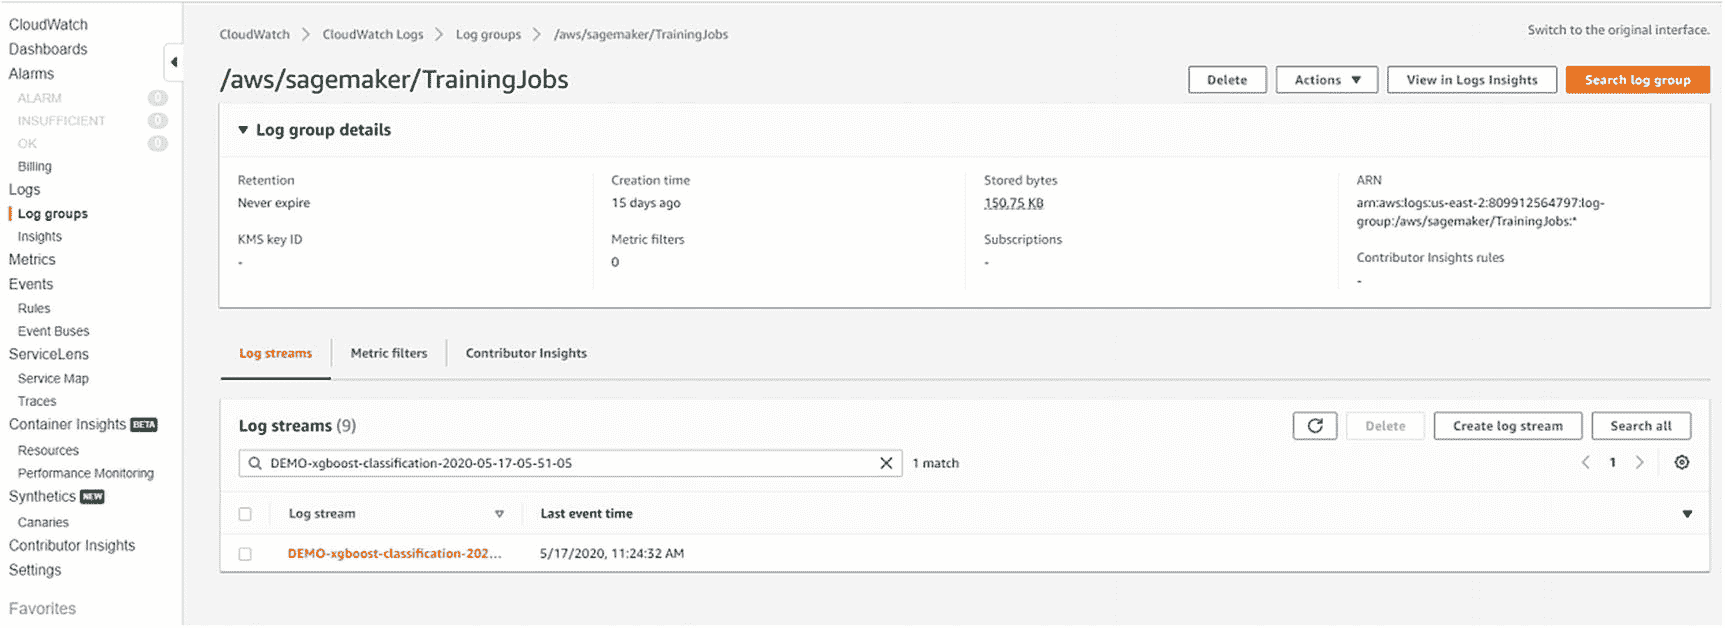 CloudWatch
Dashboards
Alarms
ALARM 0
INSUFFICIENT 0
OK 0
Billing
Logs
Log groups
Insights
Metrics
Events
Rules
Event Buses
ServiceLens
Service Map
Traces
Container Insights BETA
Resources
Performance Monitoring
Synthetics NEW
Canaries
Contributor Insights
Settings
Favorites
CloudWatch > CloudWatch Logs > Log groups > /aws/sagemaker/TrainingJobs
Switch to the original interface.
/aws/sagemaker/TrainingJobs
Delete Actions View in Logs Insights Search log group
Log group details
Retention
Never expire
KMS key ID
-
Creation time
15 days ago
Metric filters
0
Stored bytes
150.75 KB
Subscriptions
-
ARN
arn:aws:logs:us-east-2:809912564797:log-
group:/aws/sagemaker/TrainingJobs:*
Contributor Insights rules
-
Log streams Metric filters Contributor Insights
Log streams (9)
Delete Create log stream Search all
DEMO-xgboost-classification-2020-05-17-05-51-05 1 match
1
Log stream Last event time
DEMO-xgboost-classification-202... 5/17/2020, 11:24:32 AM